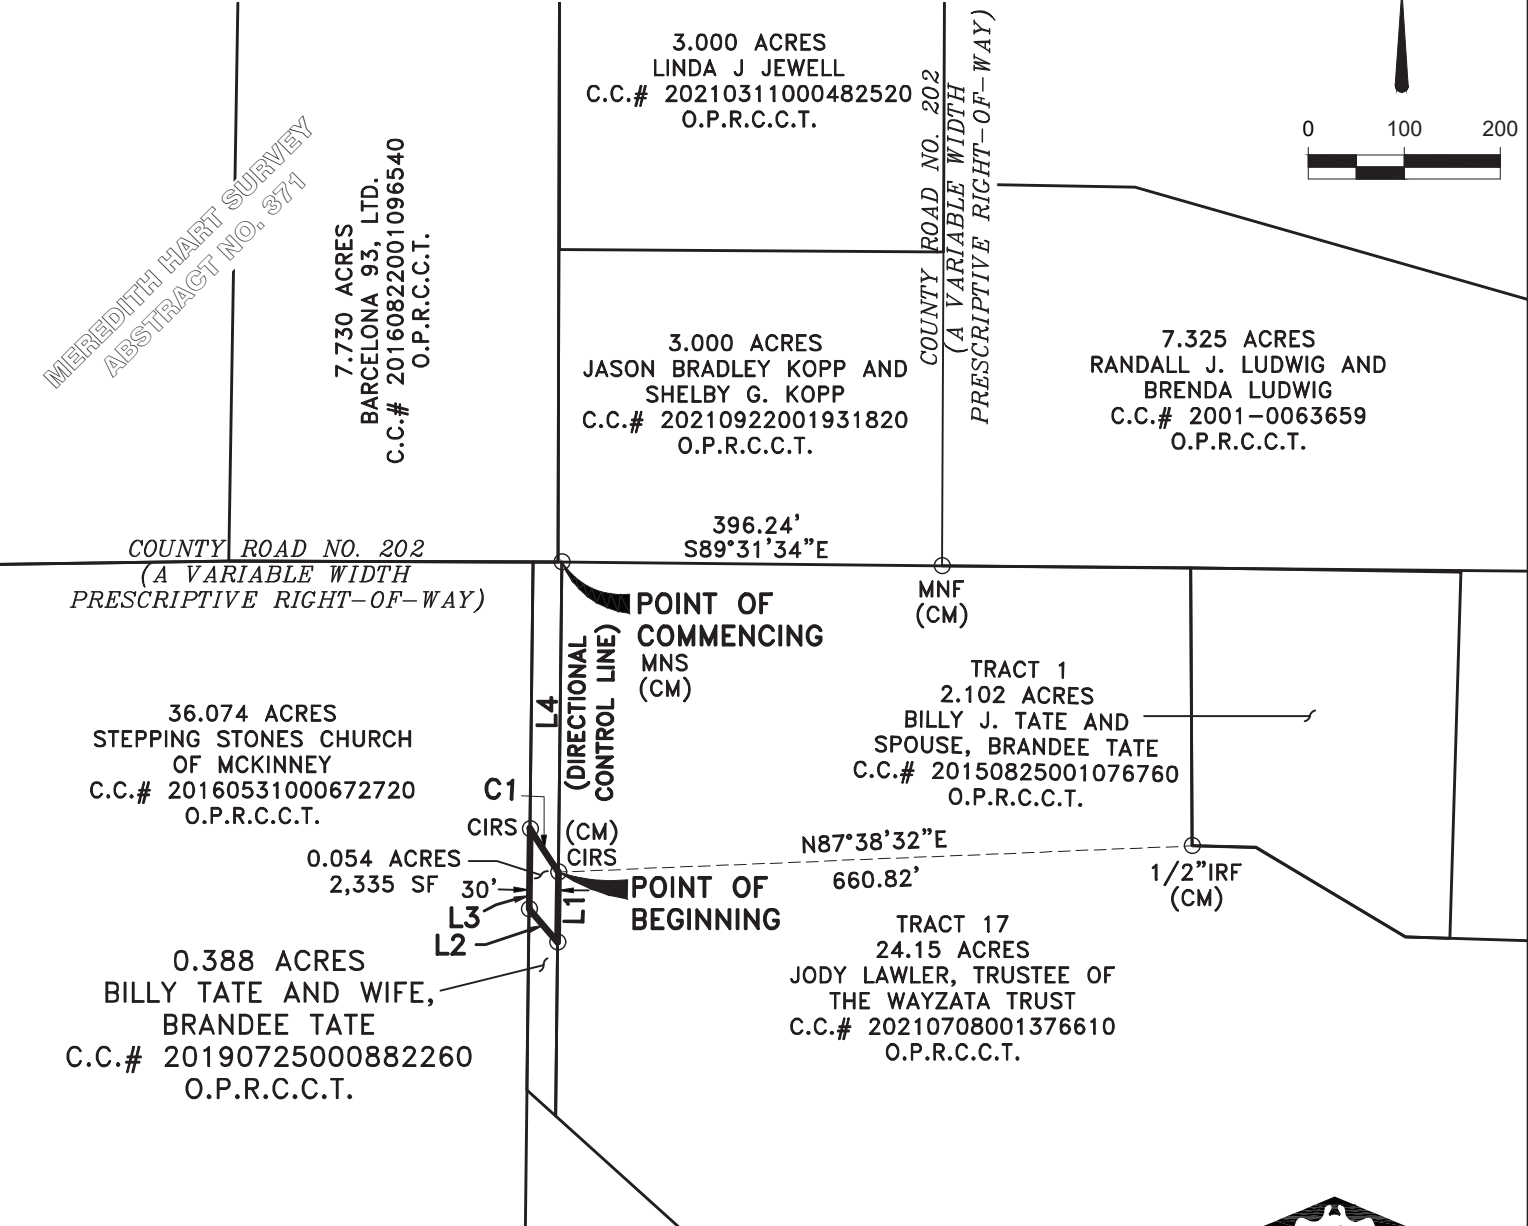 3.000 ACRES
LINDA J JEWELL
C.C.# 20210311000482520
O.P.R.C.C.T.
COUNTY ROAD NO. 202
(A VARIABLE WIDTH
PRESCRIPTIVE RIGHT-OF-WAY)
0 100 200
MEREDITH HART SURVEY
ABSTRACT NO. 371
7.730 ACRES
BARCELONA 93, LTD.
C.C.# 20160822001096540
O.P.R.C.C.T.
3.000 ACRES
JASON BRADLEY KOPP AND
SHELBY G. KOPP
C.C.# 20210922001931820
O.P.R.C.C.T.
7.325 ACRES
RANDALL J. LUDWIG AND
BRENDA LUDWIG
C.C.# 2001-0063659
O.P.R.C.C.T.
396.24'
S89°31'34"E
COUNTY ROAD NO. 202
(A VARIABLE WIDTH
PRESCRIPTIVE RIGHT-OF-WAY)
POINT OF
COMMENCING
MNS
(CM)
MNF
(CM)
L4
(DIRECTIONAL
CONTROL LINE)
TRACT 1
2.102 ACRES
BILLY J. TATE AND
SPOUSE, BRANDEE TATE
C.C.# 20150825001076760
O.P.R.C.C.T.
36.074 ACRES
STEPPING STONES CHURCH
OF MCKINNEY
C.C.# 20160531000672720
O.P.R.C.C.T.
C1
CIRS
(CM)
CIRS
N87°38'32"E
660.82'
1/2"IRF
(CM)
0.054 ACRES
2,335 SF
30'
L3
L2
L1
POINT OF
BEGINNING
TRACT 17
24.15 ACRES
JODY LAWLER, TRUSTEE OF
THE WAYZATA TRUST
C.C.# 20210708001376610
O.P.R.C.C.T.
0.388 ACRES
BILLY TATE AND WIFE,
BRANDEE TATE
C.C.# 20190725000882260
O.P.R.C.C.T.